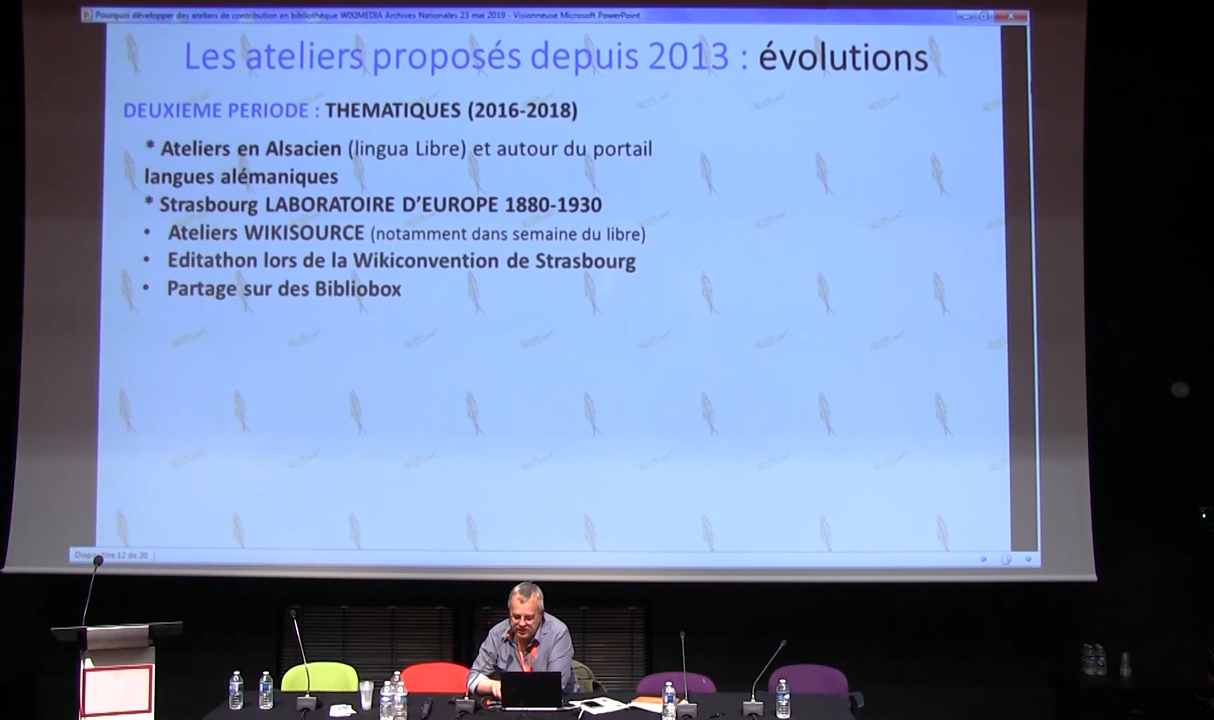 Pourquoi développer des ateliers de contribution en bibliothèque WIKIMEDIA Archives Nationales 23 mai 2019 - Visionneuse Microsoft PowerPoint
Les ateliers proposés depuis 2013 : évolutions
DEUXIEME PERIODE : THEMATIQUES (2016-2018)
* Ateliers en Alsacien (lingua Libre) et autour du portail
langues alémaniques
* Strasbourg LABORATOIRE D'EUROPE 1880-1930
• Ateliers WIKISOURCE (notamment dans semaine du libre)
• Editathon lors de la Wikiconvention de Strasbourg
• Partage sur des Bibliobox
Diapositive 12 de 20